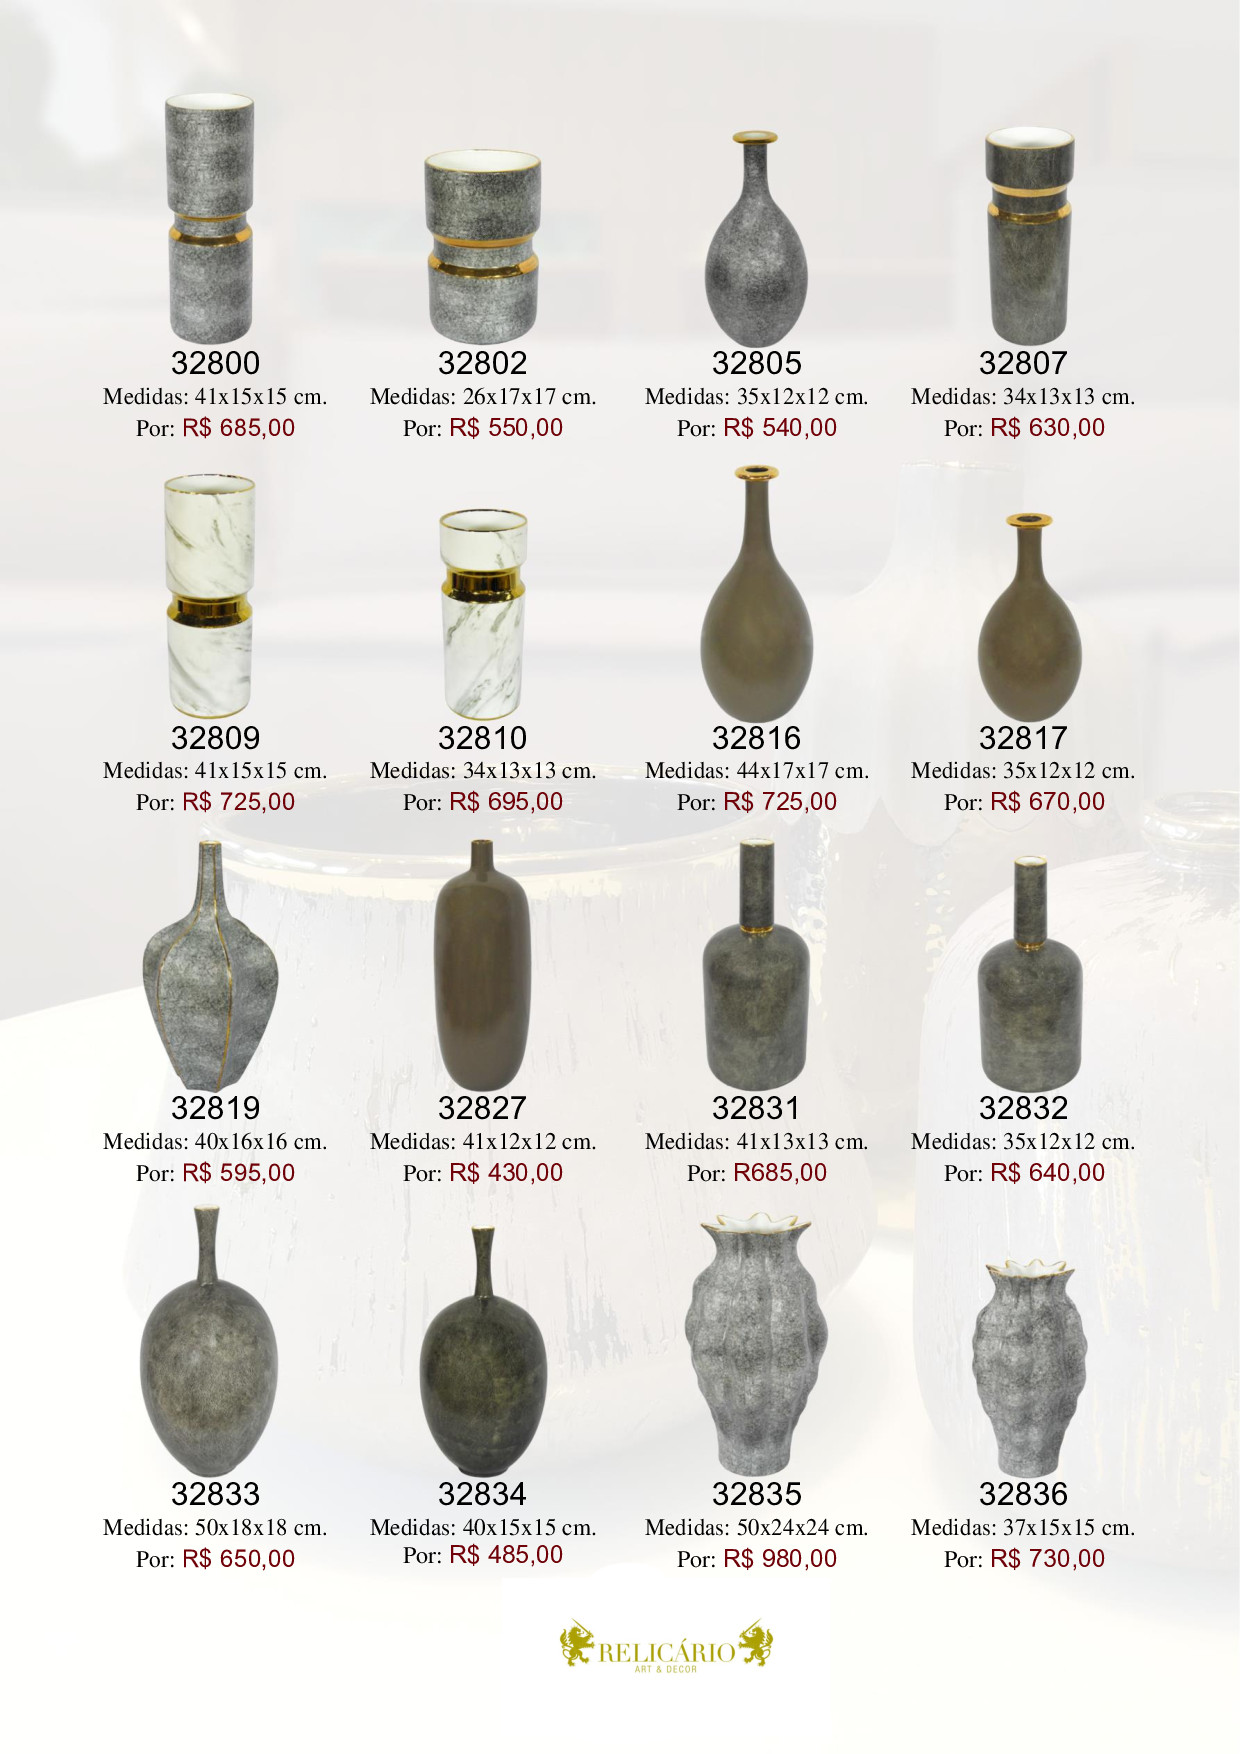 32800
Medidas: 41x15x15 cm.
Por: R$ 685,00
32802
Medidas: 26x17x17 cm.
Por: R$ 550,00
32805
Medidas: 35x12x12 cm.
Por: R$ 540,00
32807
Medidas: 34x13x13 cm.
Por: R$ 630,00
32809
Medidas: 41x15x15 cm.
Por: R$ 725,00
32810
Medidas: 34x13x13 cm.
Por: R$ 695,00
32816
Medidas: 44x17x17 cm.
Por: R$ 725,00
32817
Medidas: 35x12x12 cm.
Por: R$ 670,00
32819
Medidas: 40x16x16 cm.
Por: R$ 595,00
32827
Medidas: 41x12x12 cm.
Por: R$ 430,00
32831
Medidas: 41x13x13 cm.
Por: R685,00
32832
Medidas: 35x12x12 cm.
Por: R$ 640,00
32833
Medidas: 50x18x18 cm.
Por: R$ 650,00
32834
Medidas: 40x15x15 cm.
Por: R$ 485,00
32835
Medidas: 50x24x24 cm.
Por: R$ 980,00
32836
Medidas: 37x15x15 cm.
Por: R$ 730,00
RELICÁRIO
ART & DECOR